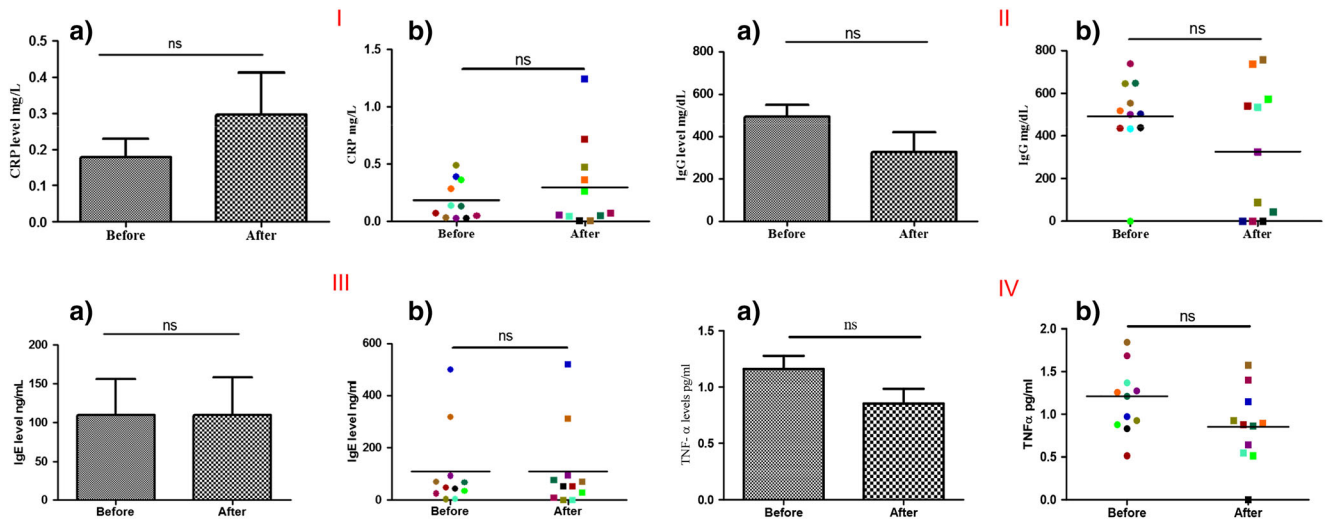 I
a)
ns
CRP level mg/L
0.5
0.4
0.3
0.2
0.1
0.0
Before
After
b)
ns
CRP mg/L
1.5
1.0
0.5
0.0
Before
After
II
a)
ns
IgG level mg/dL
800
600
400
200
0
Before
After
b)
ns
IgG mg/dL
800
600
400
200
0
Before
After
III
a)
ns
IgE level ng/mL
200
150
100
50
0
Before
After
b)
ns
IgE level ng/ml
600
400
200
0
Before
After
IV
a)
ns
TNF- α levels pg/ml
1.5
1.0
0.5
0.0
Before
After
b)
ns
TNFα pg/ml
2.0
1.5
1.0
0.5
0.0
Before
After